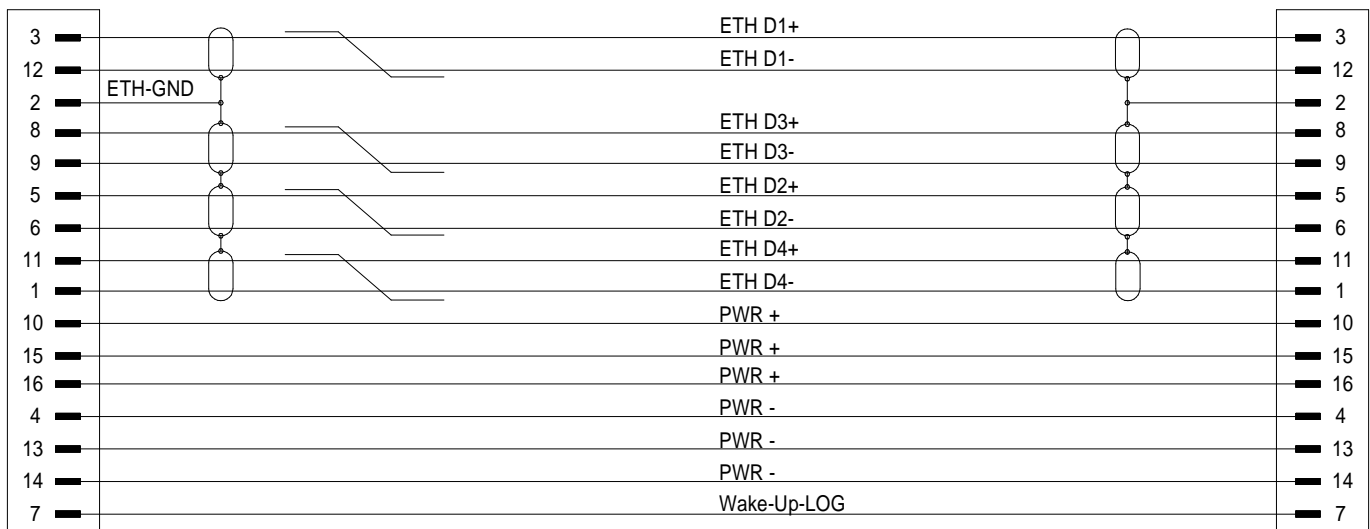 3 ETH D1+ 3
12 ETH D1- 12
2 ETH-GND 2
8 ETH D3+ 8
9 ETH D3- 9
5 ETH D2+ 5
6 ETH D2- 6
11 ETH D4+ 11
1 ETH D4- 1
10 PWR + 10
15 PWR + 15
16 PWR + 16
4 PWR - 4
13 PWR - 13
14 PWR - 14
7 Wake-Up-LOG 7